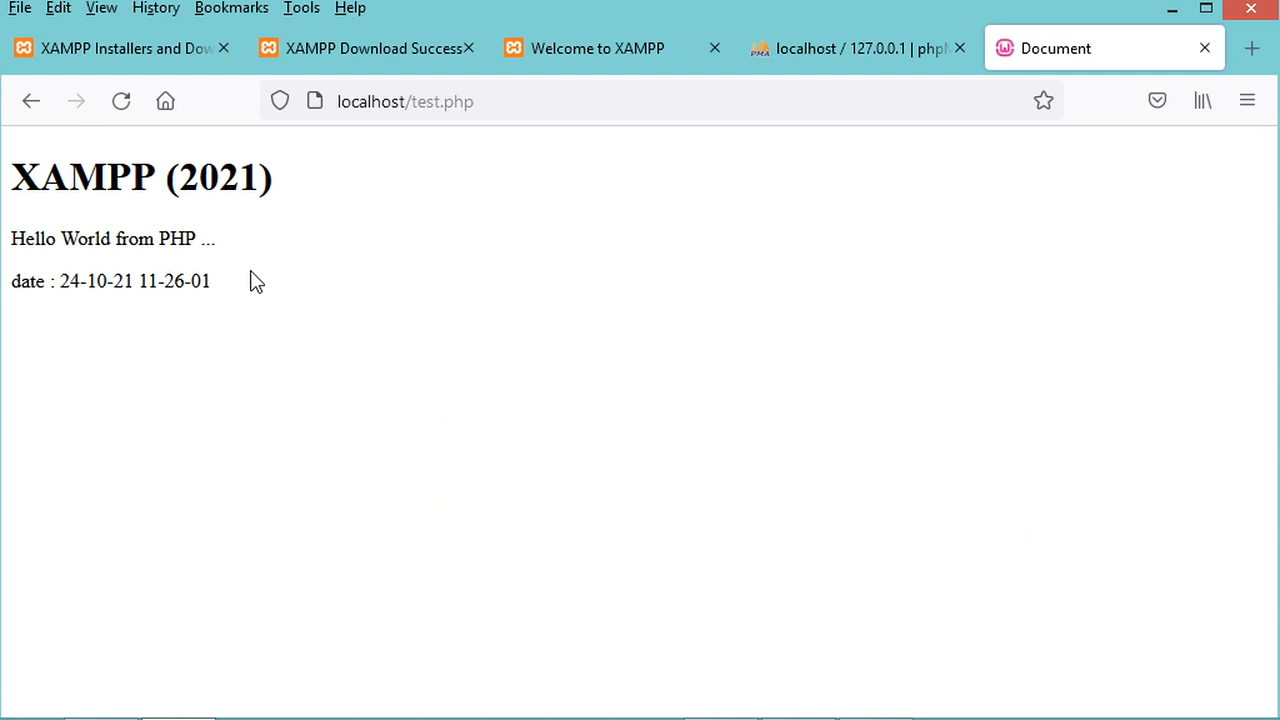 File Edit View History Bookmarks Tools Help
XAMPP Installers and Dow
XAMPP Download Success
Welcome to XAMPP
localhost / 127.0.0.1 | phpM
Document
localhost/test.php
XAMPP (2021)
Hello World from PHP ...
date : 24-10-21 11-26-01